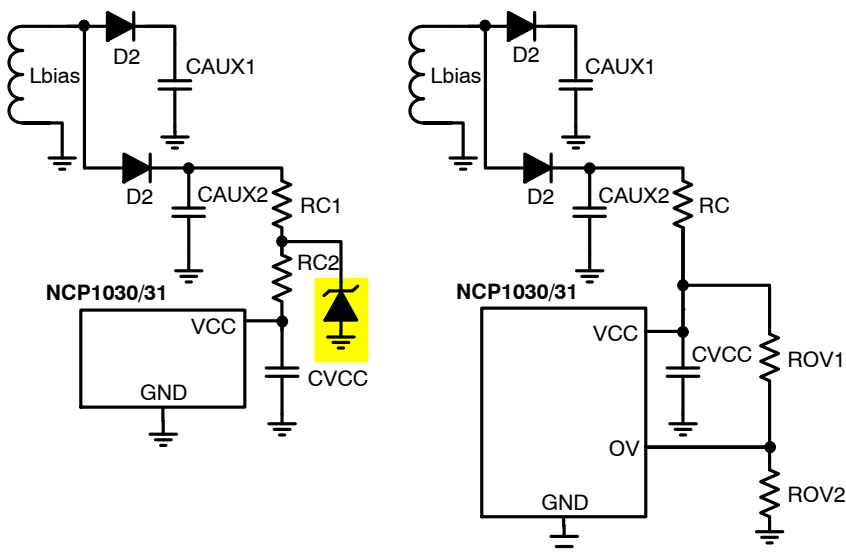 Lbias
D2
CAUX1
D2
CAUX2
RC1
RC2
NCP1030/31
VCC
GND
CVCC
Lbias
D2
CAUX1
D2
CAUX2
RC
NCP1030/31
VCC
CVCC
ROV1
OV
ROV2
GND